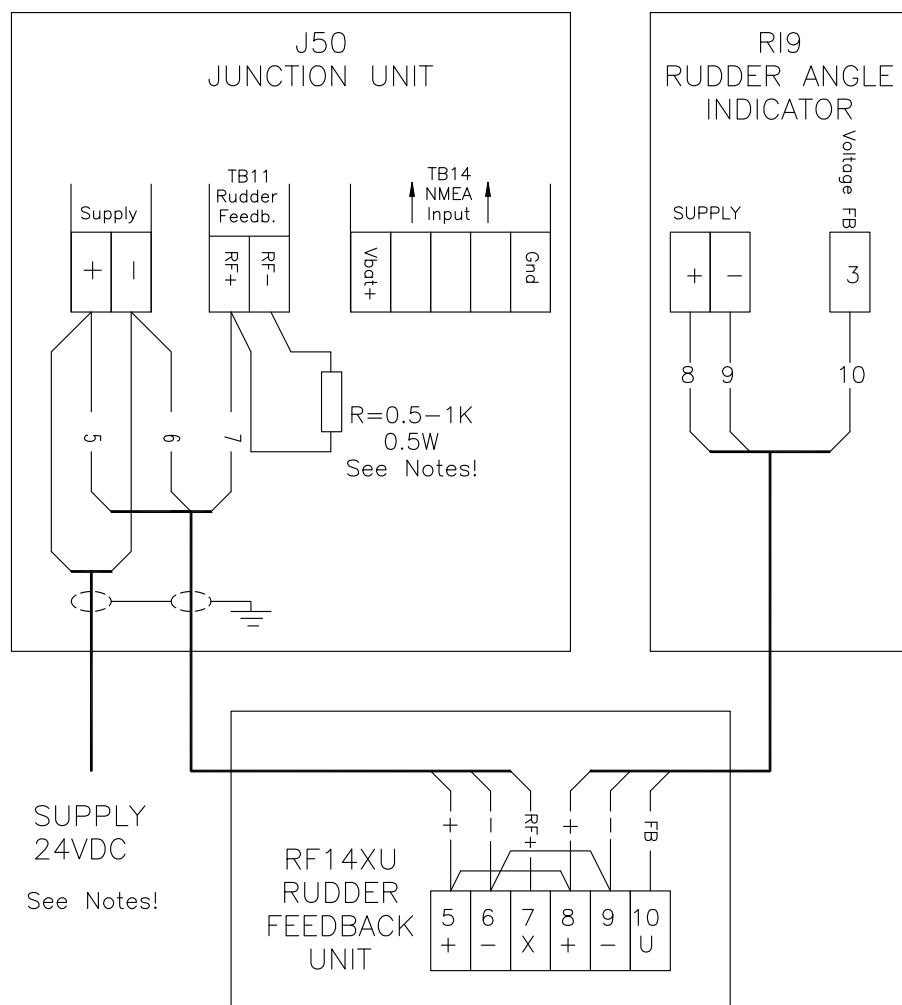 J50
JUNCTION UNIT
Supply
+
-
TB11
Rudder
Feedb.
RF+
RF-
TB14
NMEA
Input
Vbat+
Gnd
5
6
7
R=0.5-1K
0.5W
See Notes!
RI9
RUDDER ANGLE
INDICATOR
Voltage FB
SUPPLY
+
-
3
8
9
10
SUPPLY
24VDC
See Notes!
RF14XU
RUDDER
FEEDBACK
UNIT
+
-
RF+
+
-
FB
5 6 7 8 9 10
+ - X + - U